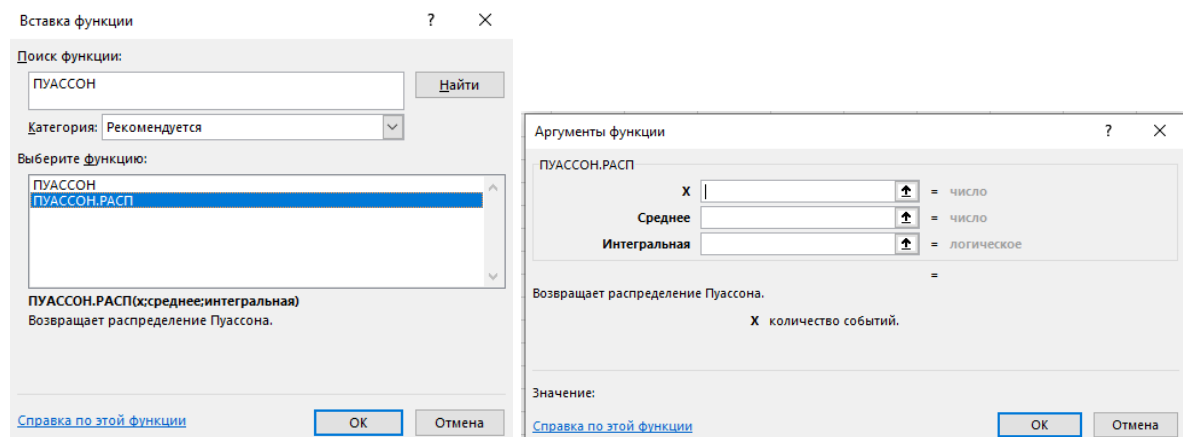 Вставка функции ? ×
Поиск функции:
ПУАССОН
Найти
Категория: Рекомендуется
Выберите функцию:
ПУАССОН
ПУАССОН.РАСП
ПУАССОН.РАСП(x;среднее;интегральная)
Возвращает распределение Пуассона.
Справка по этой функции
ОК
Отмена
Аргументы функции ? ×
ПУАССОН.РАСП
X = число
Среднее = число
Интегральная = логическое
=
Возвращает распределение Пуассона.
X количество событий.
Значение:
Справка по этой функции
ОК
Отмена